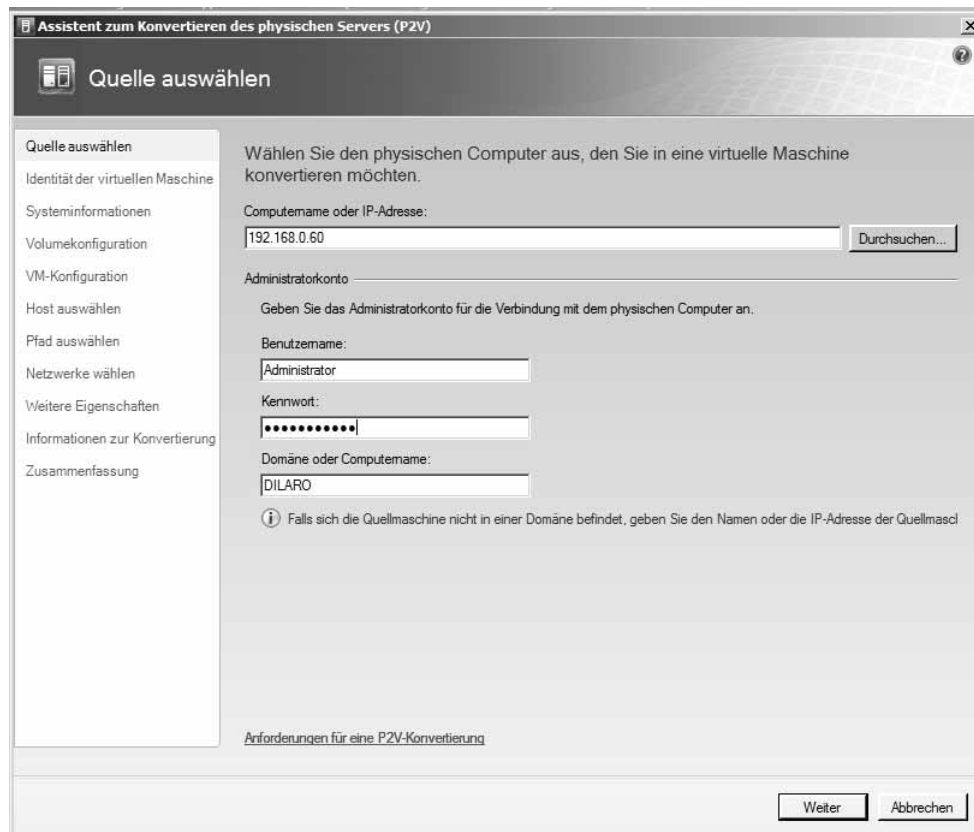 Assistent zum Konvertieren des physischen Servers (P2V)
Quelle auswählen
Quelle auswählen
Identität der virtuellen Maschine
Systeminformationen
Volumekonfiguration
VM-Konfiguration
Host auswählen
Pfad auswählen
Netzwerke wählen
Weitere Eigenschaften
Informationen zur Konvertierung
Zusammenfassung
Wählen Sie den physischen Computer aus, den Sie in eine virtuelle Maschine
konvertieren möchten.
Computername oder IP-Adresse:
192.168.0.60
Durchsuchen...
Administratorkonto
Geben Sie das Administratorkonto für die Verbindung mit dem physischen Computer an.
Benutzername:
Administrator
Kennwort:
●●●●●●●●●●●
Domäne oder Computername:
DILARO
Falls sich die Quellmaschine nicht in einer Domäne befindet, geben Sie den Namen oder die IP-Adresse der
Anforderungen für eine P2V-Konvertierung
Weiter
Abbrechen